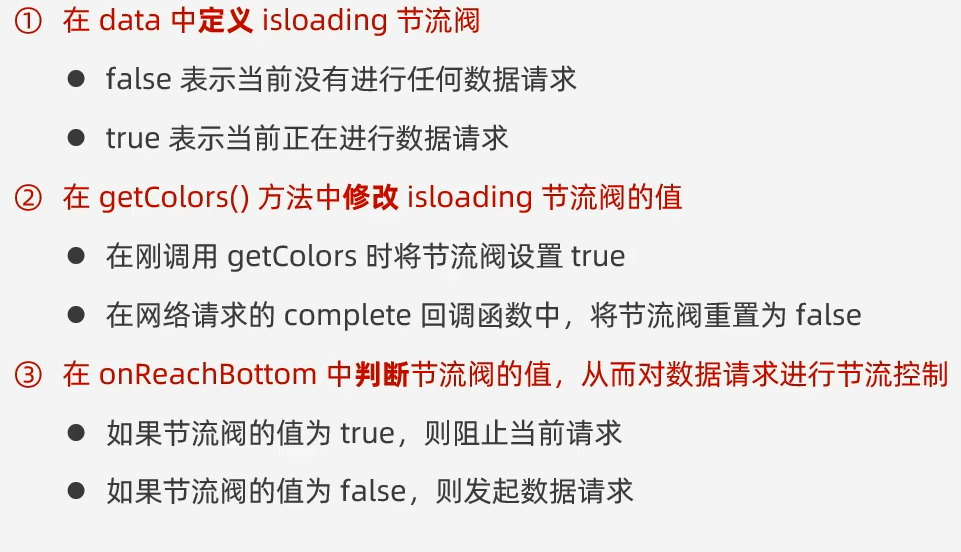 ① 在 data 中定义 isloading 节流阀
● false 表示当前没有进行任何数据请求
● true 表示当前正在进行数据请求
② 在 getColors() 方法中修改 isloading 节流阀的值
● 在刚调用 getColors 时将节流阀设置 true
● 在网络请求的 complete 回调函数中，将节流阀重置为 false
③ 在 onReachBottom 中判断节流阀的值，从而对数据请求进行节流控制
● 如果节流阀的值为 true，则阻止当前请求
● 如果节流阀的值为 false，则发起数据请求